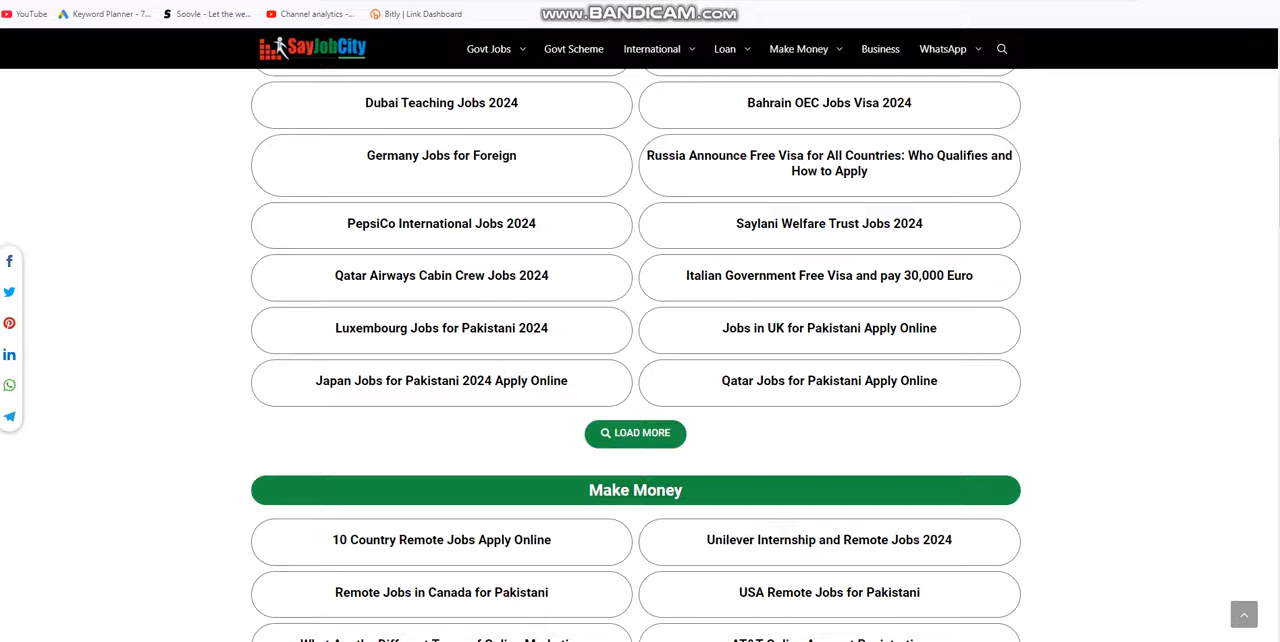 YouTube
Keyword Planner - 7...
Soovle - Let the we...
Channel analytics -...
Bitly | Link Dashboard
WWW.BANDICAM.COM
SayJobCity
Govt Jobs
Govt Scheme
International
Loan
Make Money
Business
WhatsApp
Dubai Teaching Jobs 2024
Bahrain OEC Jobs Visa 2024
Germany Jobs for Foreign
Russia Announce Free Visa for All Countries: Who Qualifies and
How to Apply
PepsiCo International Jobs 2024
Saylani Welfare Trust Jobs 2024
Qatar Airways Cabin Crew Jobs 2024
Italian Government Free Visa and pay 30,000 Euro
Luxembourg Jobs for Pakistani 2024
Jobs in UK for Pakistani Apply Online
Japan Jobs for Pakistani 2024 Apply Online
Qatar Jobs for Pakistani Apply Online
LOAD MORE
Make Money
10 Country Remote Jobs Apply Online
Unilever Internship and Remote Jobs 2024
Remote Jobs in Canada for Pakistani
USA Remote Jobs for Pakistani